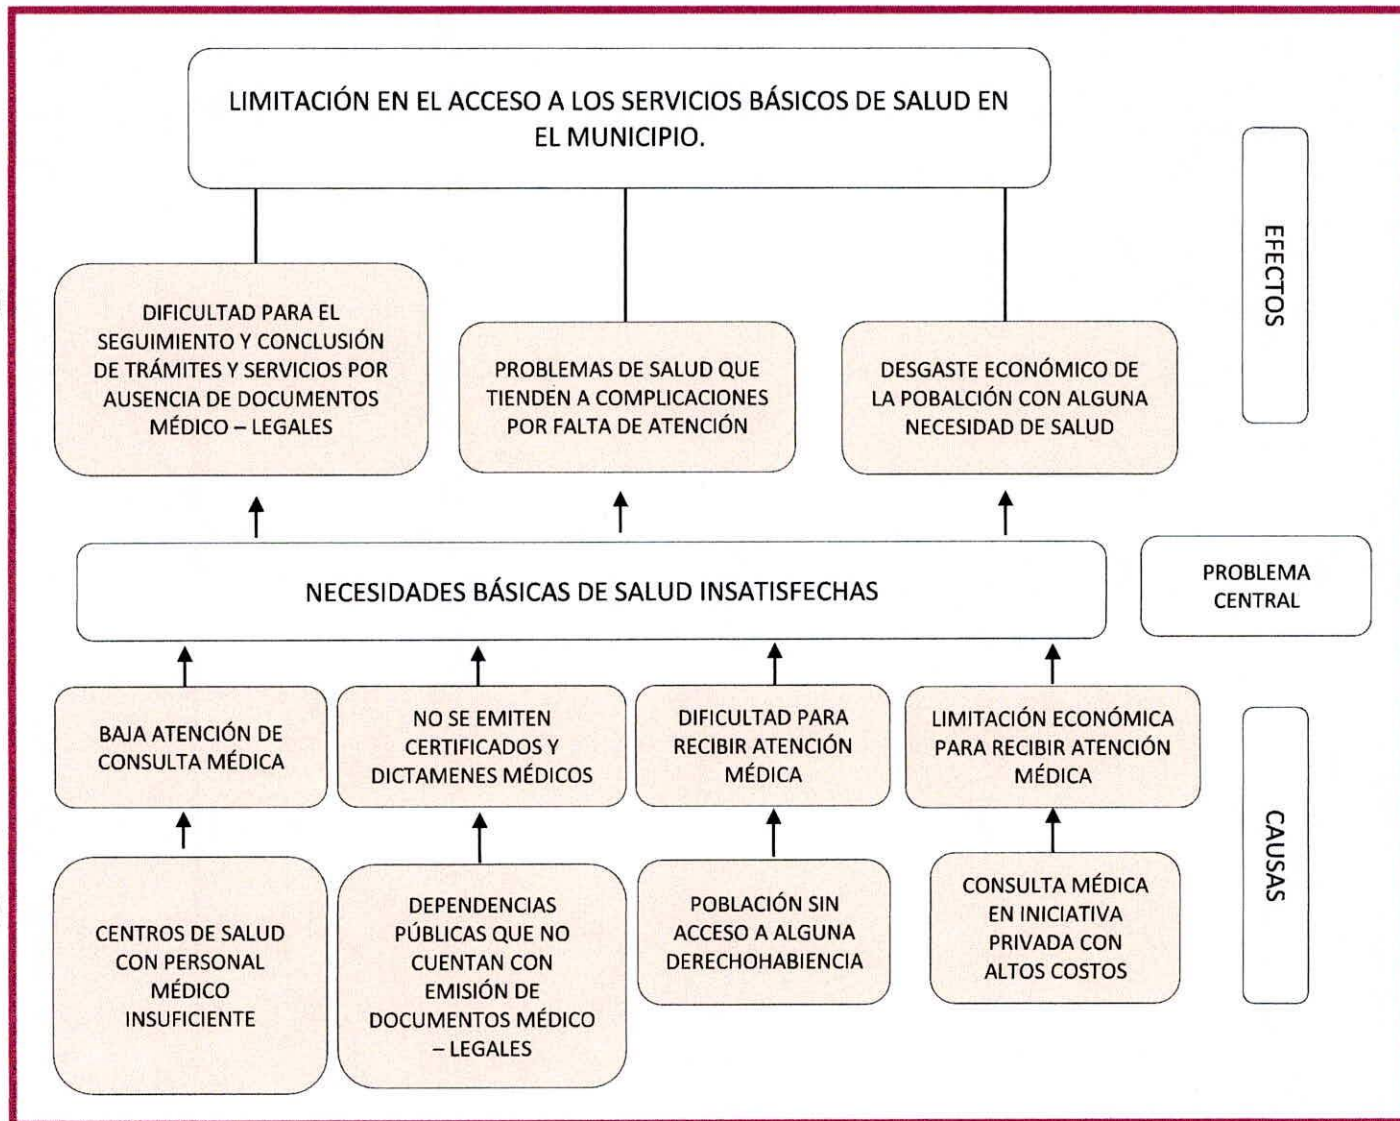 LIMITACIÓN EN EL ACCESO A LOS SERVICIOS BÁSICOS DE SALUD EN
EL MUNICIPIO.
EFECTOS
DIFICULTAD PARA EL
SEGUIMIENTO Y CONCLUSIÓN
DE TRÁMITES Y SERVICIOS POR
AUSENCIA DE DOCUMENTOS
MÉDICO – LEGALES
PROBLEMAS DE SALUD QUE
TIENDEN A COMPLICACIONES
POR FALTA DE ATENCIÓN
DESGASTE ECONÓMICO DE
LA POBALCIÓN CON ALGUNA
NECESIDAD DE SALUD
NECESIDADES BÁSICAS DE SALUD INSATISFECHAS
PROBLEMA
CENTRAL
BAJA ATENCIÓN DE
CONSULTA MÉDICA
NO SE EMITEN
CERTIFICADOS Y
DICTAMENES MÉDICOS
DIFICULTAD PARA
RECIBIR ATENCIÓN
MÉDICA
LIMITACIÓN ECONÓMICA
PARA RECIBIR ATENCIÓN
MÉDICA
CAUSAS
CENTROS DE SALUD
CON PERSONAL
MÉDICO
INSUFICIENTE
DEPENDENCIAS
PÚBLICAS QUE NO
CUENTAN CON
EMISIÓN DE
DOCUMENTOS MÉDICO
– LEGALES
POBLACIÓN SIN
ACCESO A ALGUNA
DERECHOHABIENCIA
CONSULTA MÉDICA
EN INICIATIVA
PRIVADA CON
ALTOS COSTOS